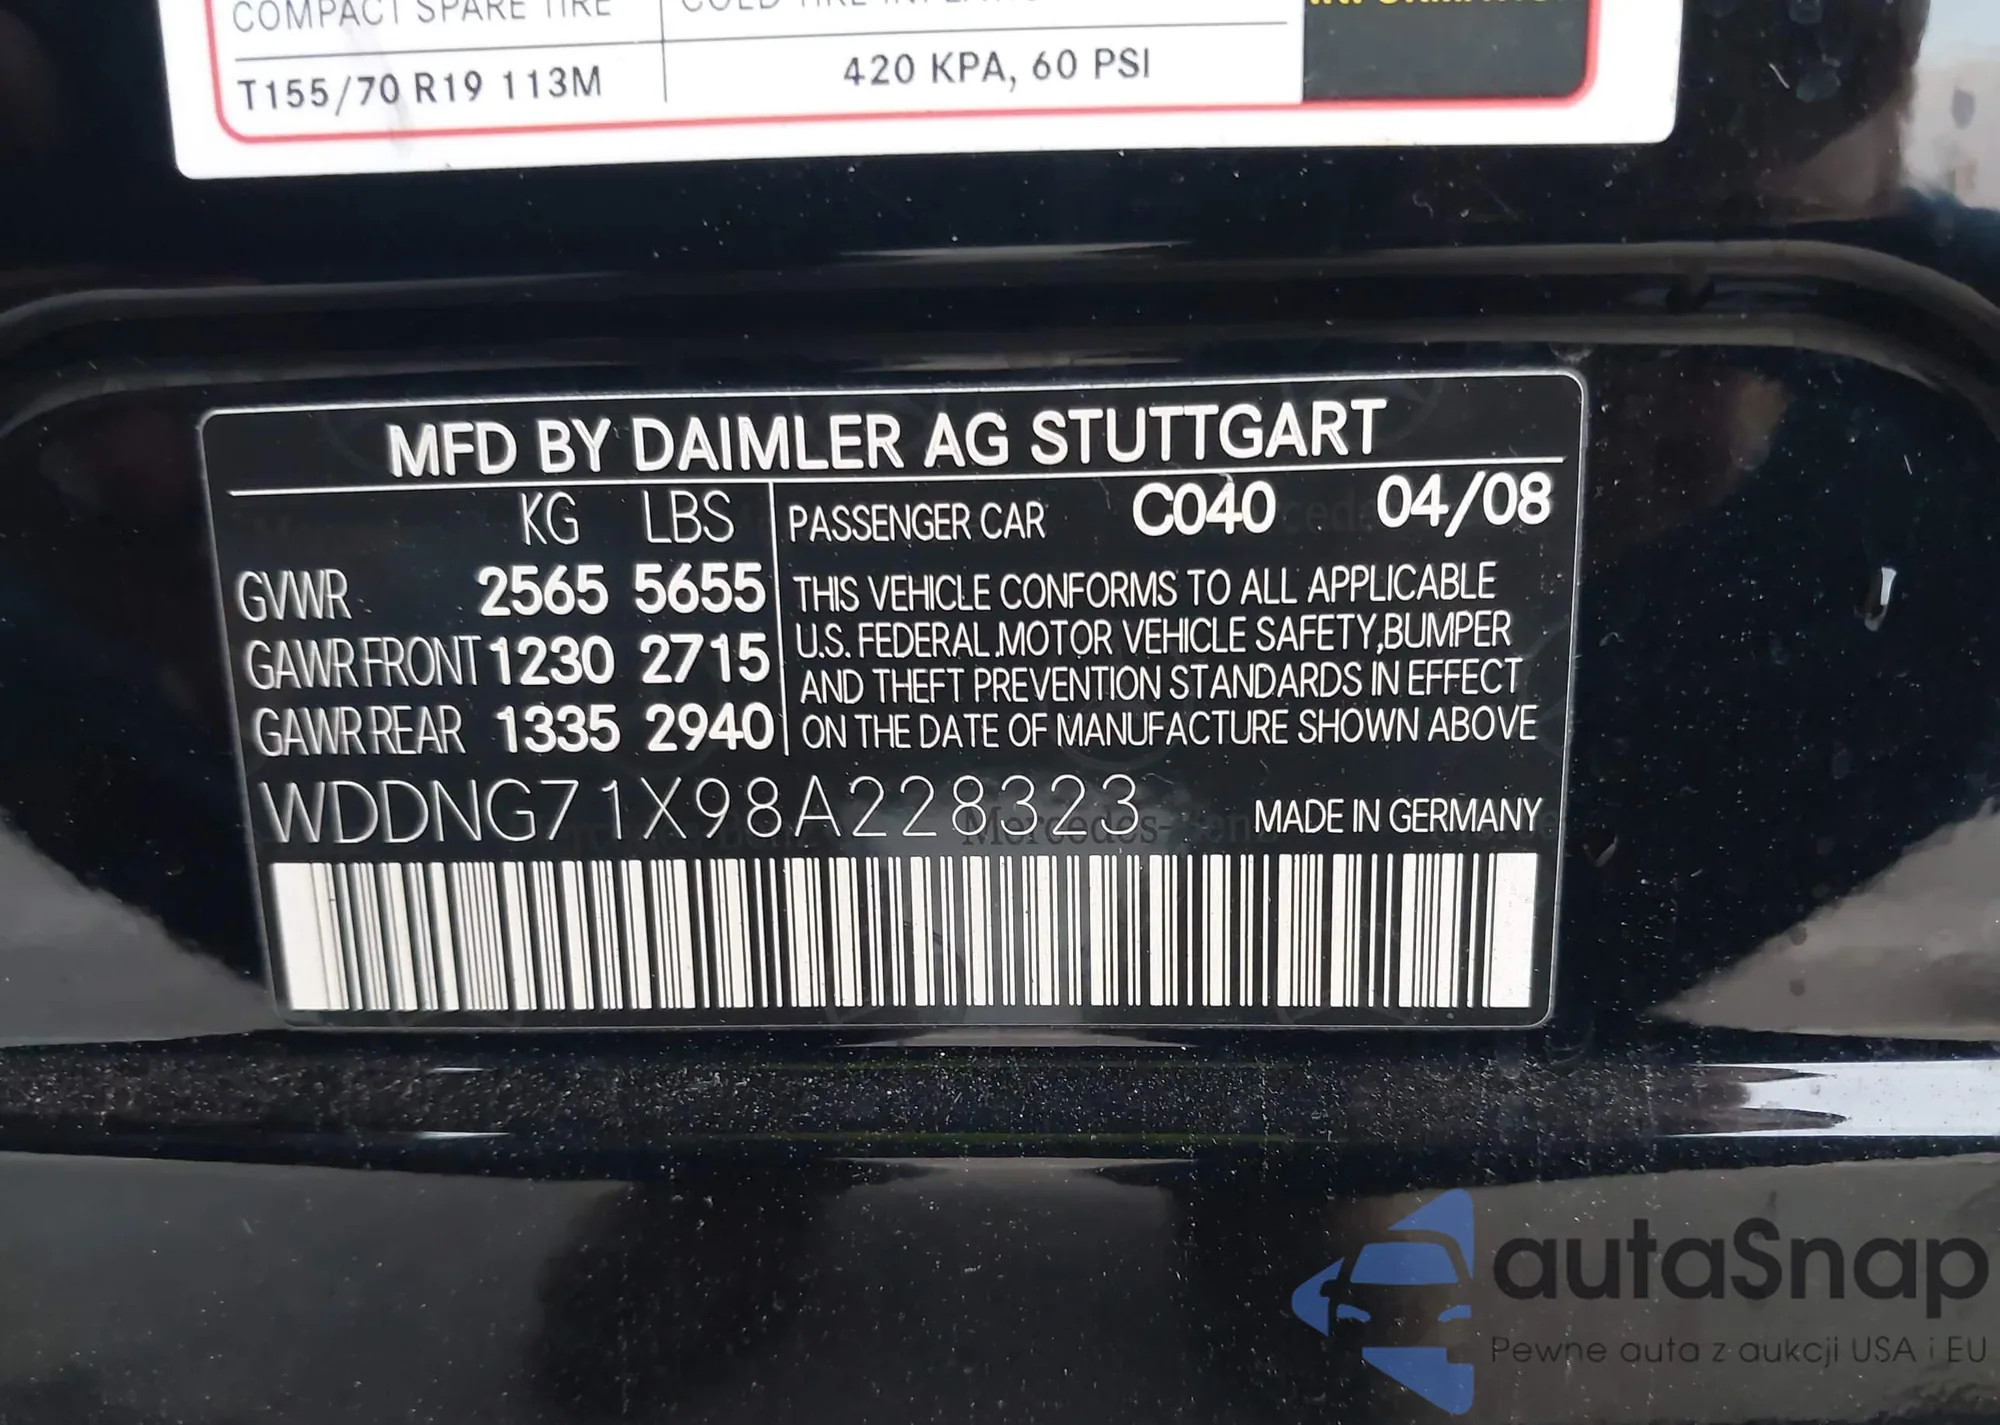 COMPACT SPARE TIRE
COLD TIRE
T155/70 R19 113M
420 KPA, 60 PSI
MFD BY DAIMLER AG STUTTGART
KG LBS
PASSENGER CAR C040 04/08
GVWR 2565 5655
GAWR FRONT 1230 2715
GAWR REAR 1335 2940
THIS VEHICLE CONFORMS TO ALL APPLICABLE
U.S. FEDERAL MOTOR VEHICLE SAFETY, BUMPER
AND THEFT PREVENTION STANDARDS IN EFFECT
ON THE DATE OF MANUFACTURE SHOWN ABOVE
WDDNG71X98A228323
MADE IN GERMANY
autaSnap
Pewne auta z aukcji USA i EU